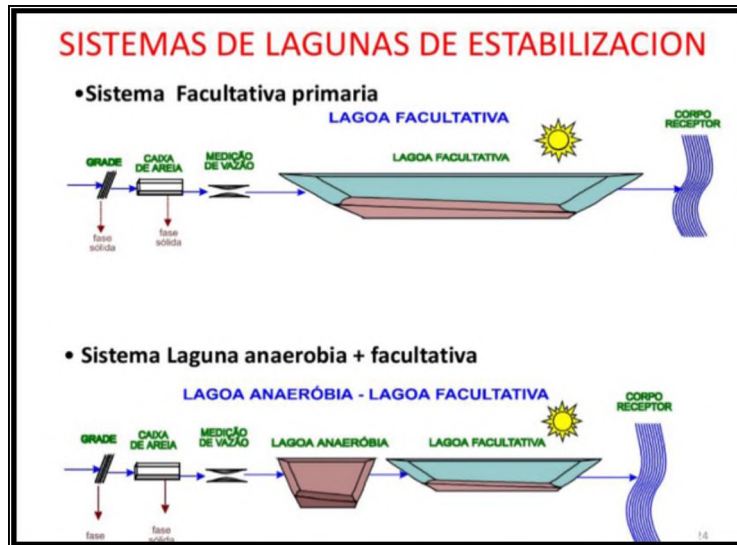 SISTEMAS DE LAGUNAS DE ESTABILIZACION
•Sistema Facultativa primaria
LAGOA FACULTATIVA
CORPO
RECEPTOR
GRADE
CAIXA
DE AREIA
MEDIÇÃO
DE VAZÃO
LAGOA FACULTATIVA
fase
sólida
fase
sólida
• Sistema Laguna anaerobia + facultativa
LAGOA ANAERÓBIA - LAGOA FACULTATIVA
CORPO
RECEPTOR
GRADE
CAIXA
DE AREIA
MEDIÇÃO
DE VAZÃO
LAGOA ANAERÓBIA
LAGOA FACULTATIVA
fase
fase
sólida